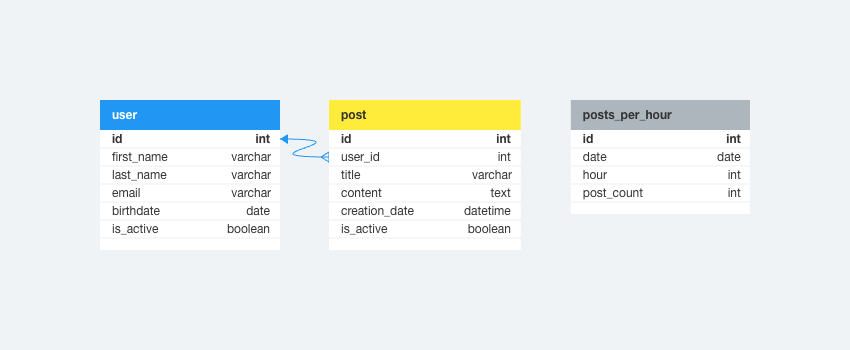 user
id int
first_name varchar
last_name varchar
email varchar
birthdate date
is_active boolean
post
id int
user_id int
title varchar
content text
creation_date datetime
is_active boolean
posts_per_hour
id int
date date
hour int
post_count int